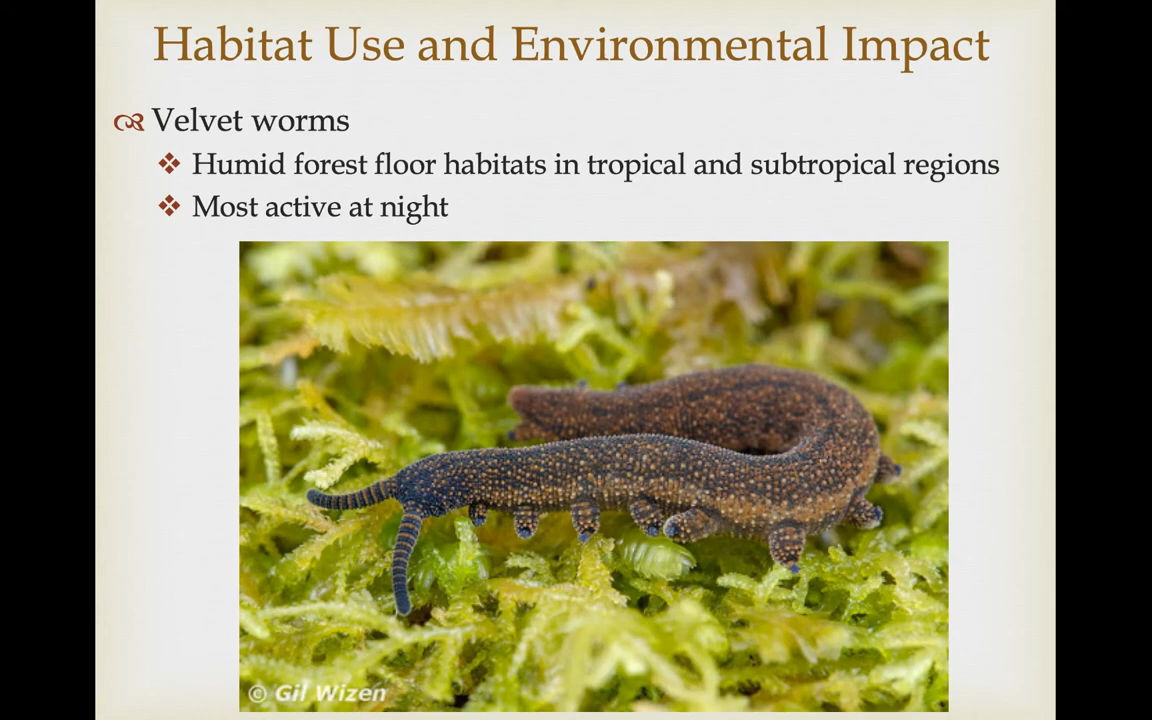 Habitat Use and Environmental Impact
Velvet worms
Humid forest floor habitats in tropical and subtropical regions
Most active at night
© Gil Wizen